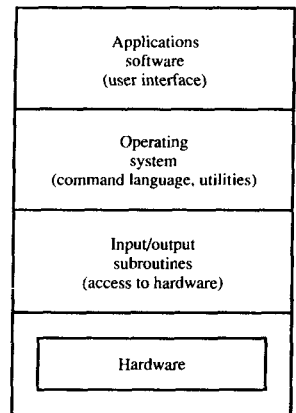 Applications
software
(user interface)
Operating
system
(command language, utilities)
Input/output
subroutines
(access to hardware)
Hardware